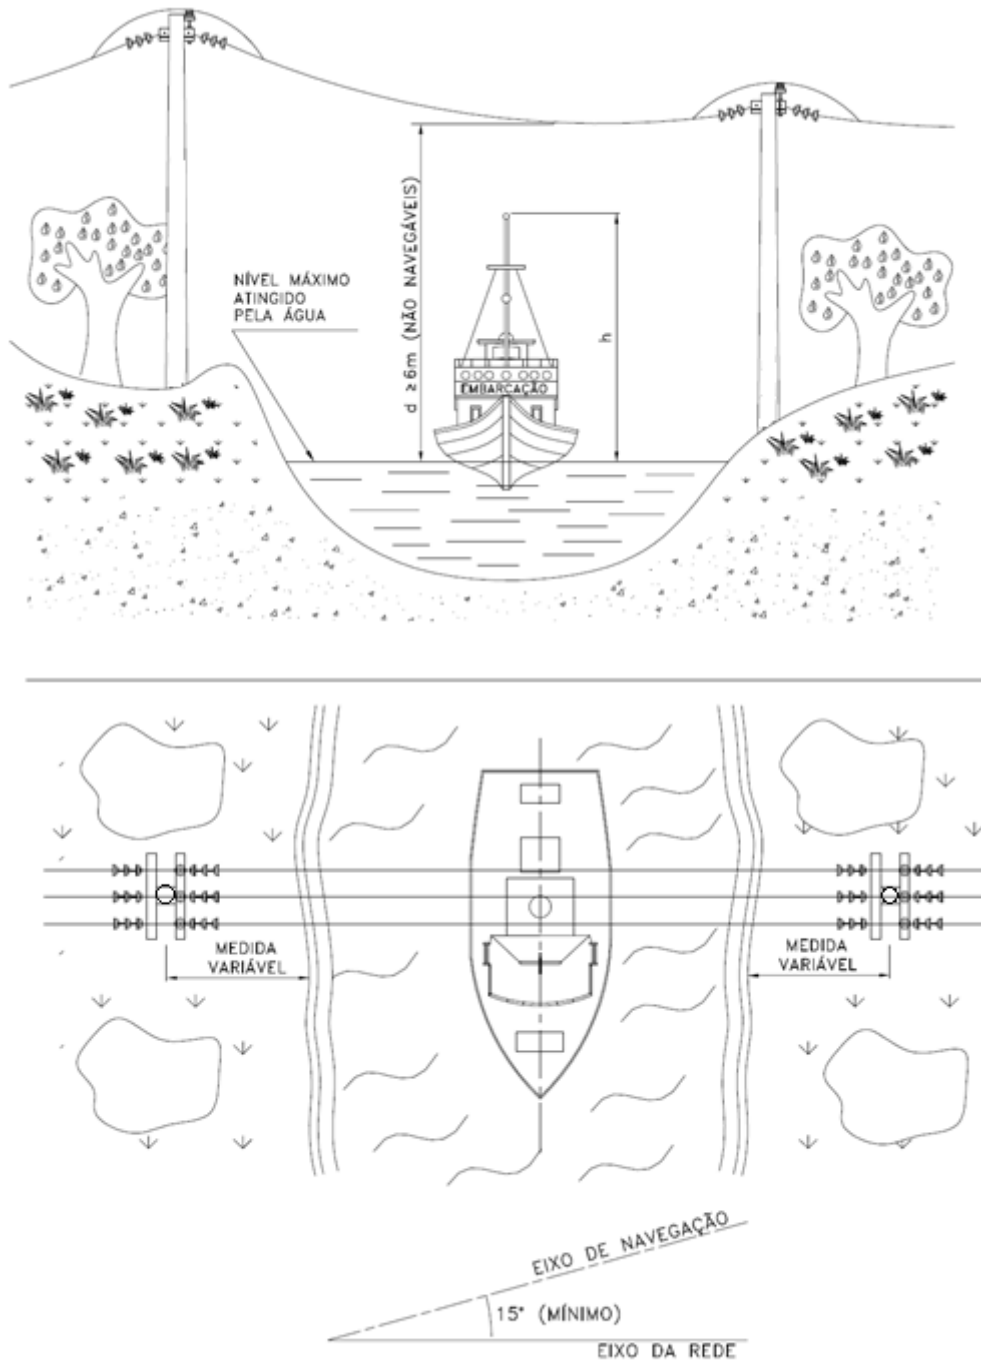 NÍVEL MÁXIMO
ATINGIDO
PELA ÁGUA
d ≥6m (NÃO NAVEGÁVEIS)
h
EMBARCAÇÃO
MEDIDA
VARIÁVEL
MEDIDA
VARIÁVEL
EIXO DE NAVEGAÇÃO
15° (MÍNIMO)
EIXO DA REDE